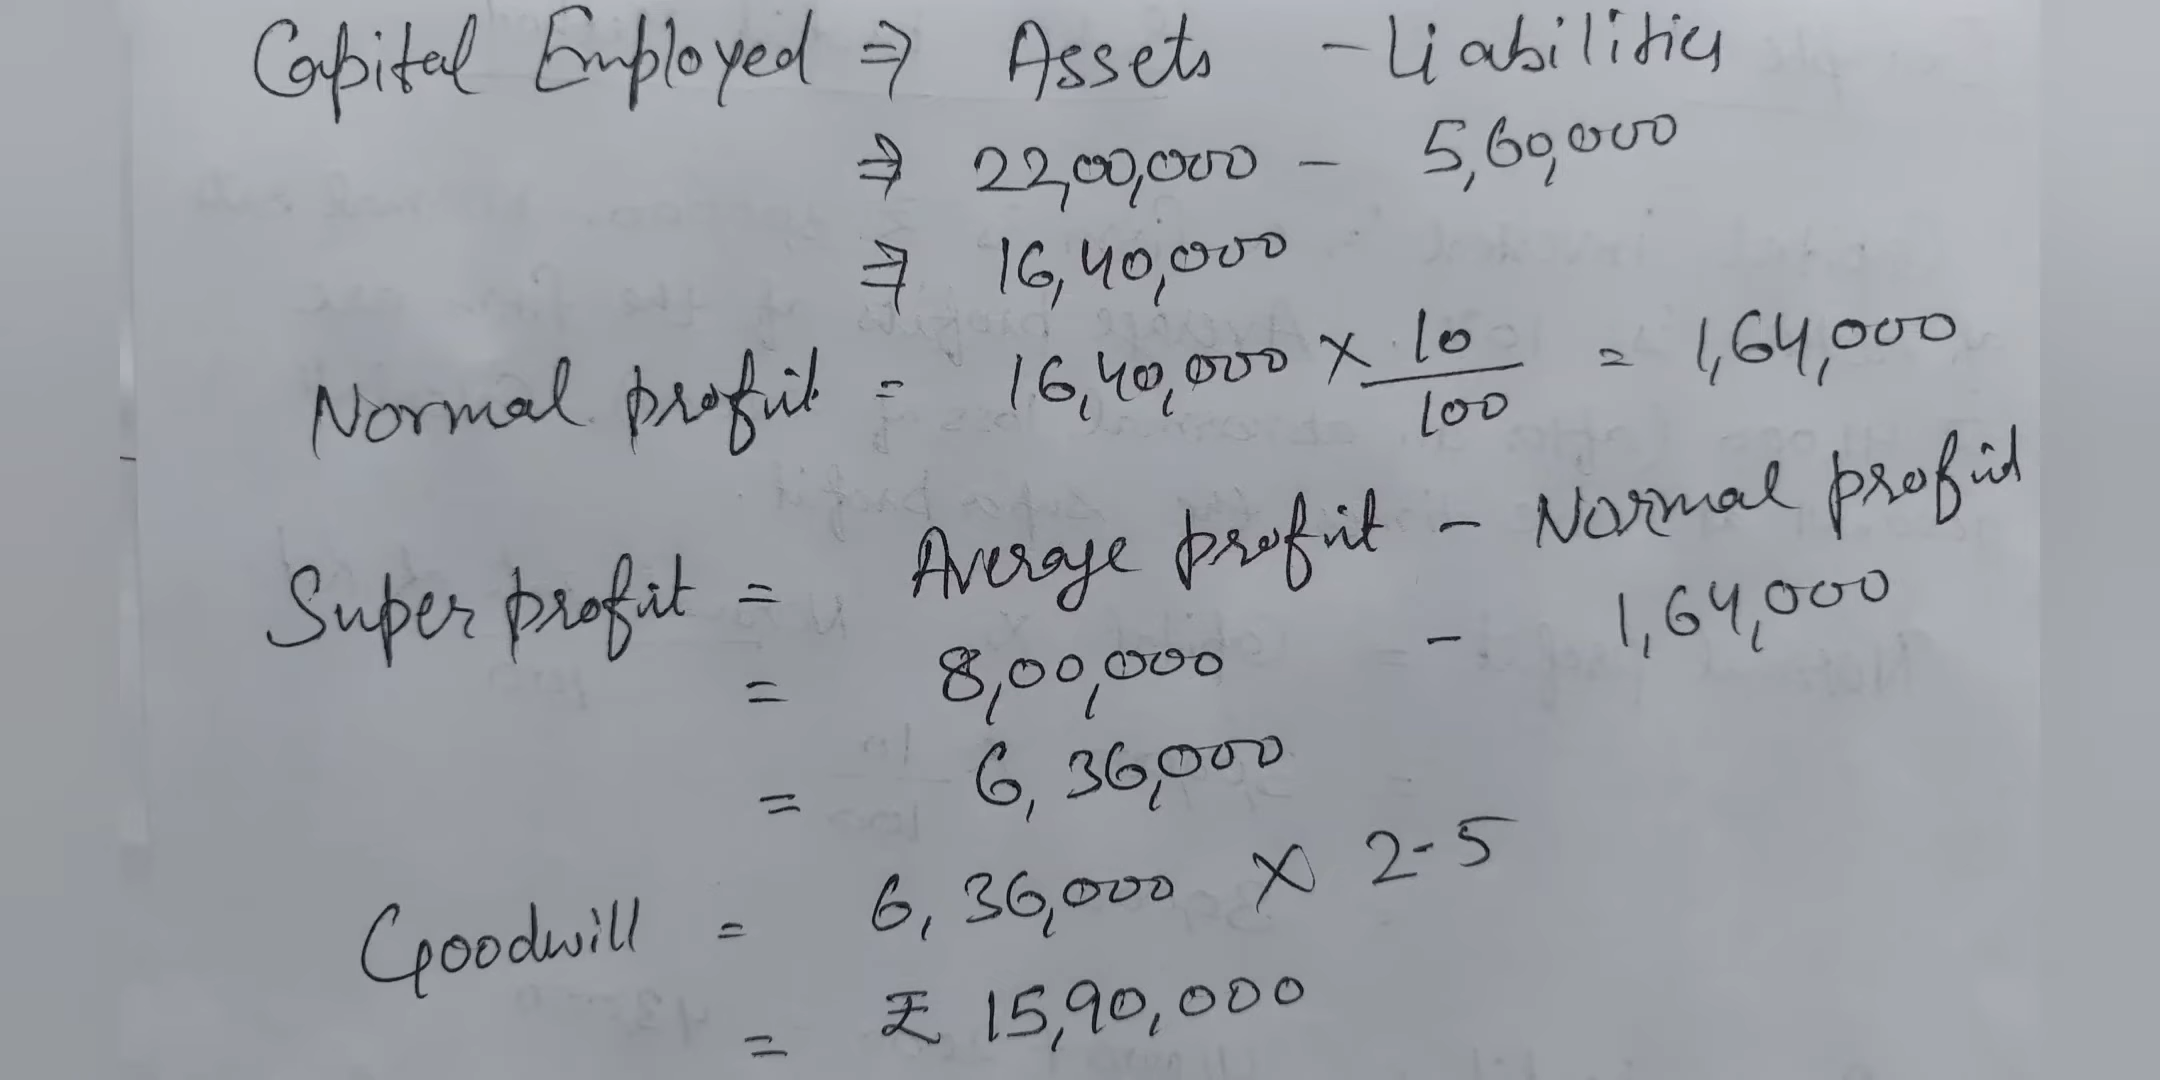 Capital Employed ⇒ Assets - Liabilities
⇒ 22,00,000 - 5,60,000
⇒ 16,40,000
Normal profit = 16,40,000 × 10/100 = 1,64,000
Super profit = Average profit - Normal profit
= 8,00,000 - 1,64,000
= 6,36,000
Goodwill = 6,36,000 × 2.5
= ₹ 15,90,000